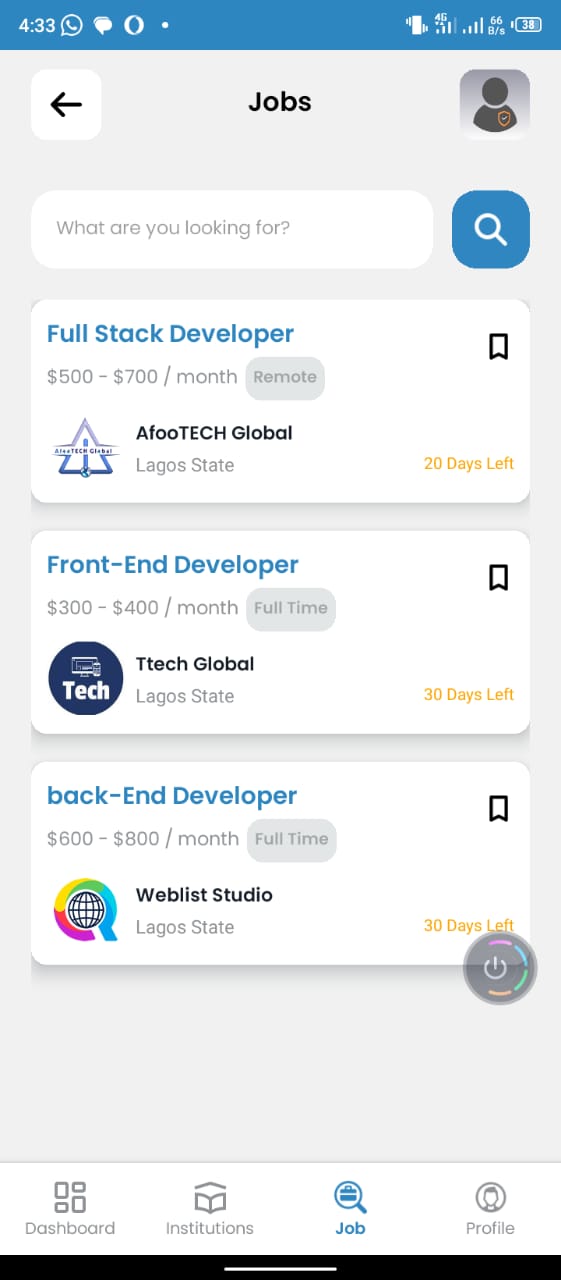 4:33
4G
66
B/s
38
Jobs
What are you looking for?
Full Stack Developer
$500 - $700 / month Remote
AfooTECH Global
AfooTECH Global
Lagos State
20 Days Left
Front-End Developer
$300 - $400 / month Full Time
Tech
Ttech Global
Lagos State
30 Days Left
back-End Developer
$600 - $800 / month Full Time
Weblist Studio
Lagos State
30 Days Left
Dashboard
Institutions
Job
Profile